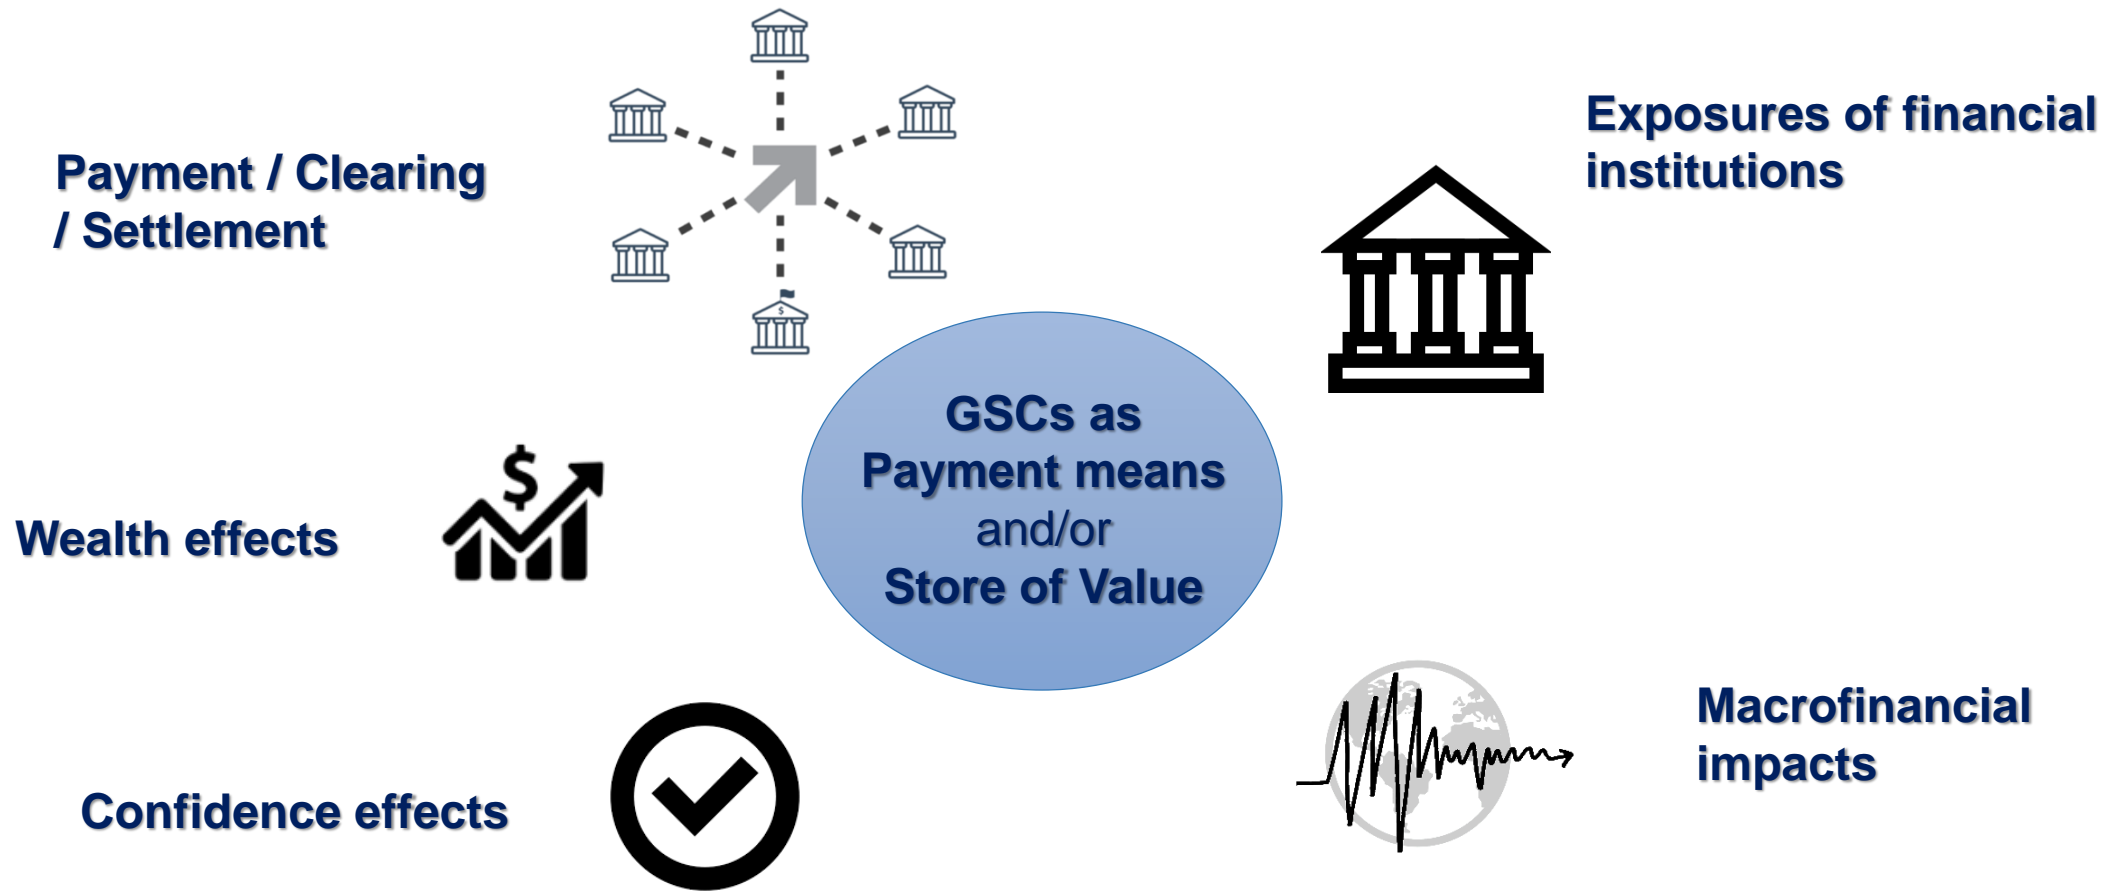 Payment / Clearing
/ Settlement
$
Exposures of financial
institutions
GSCs as
Payment means
and/or
Store of Value
$
Wealth effects
Macrofinancial
impacts
Confidence effects